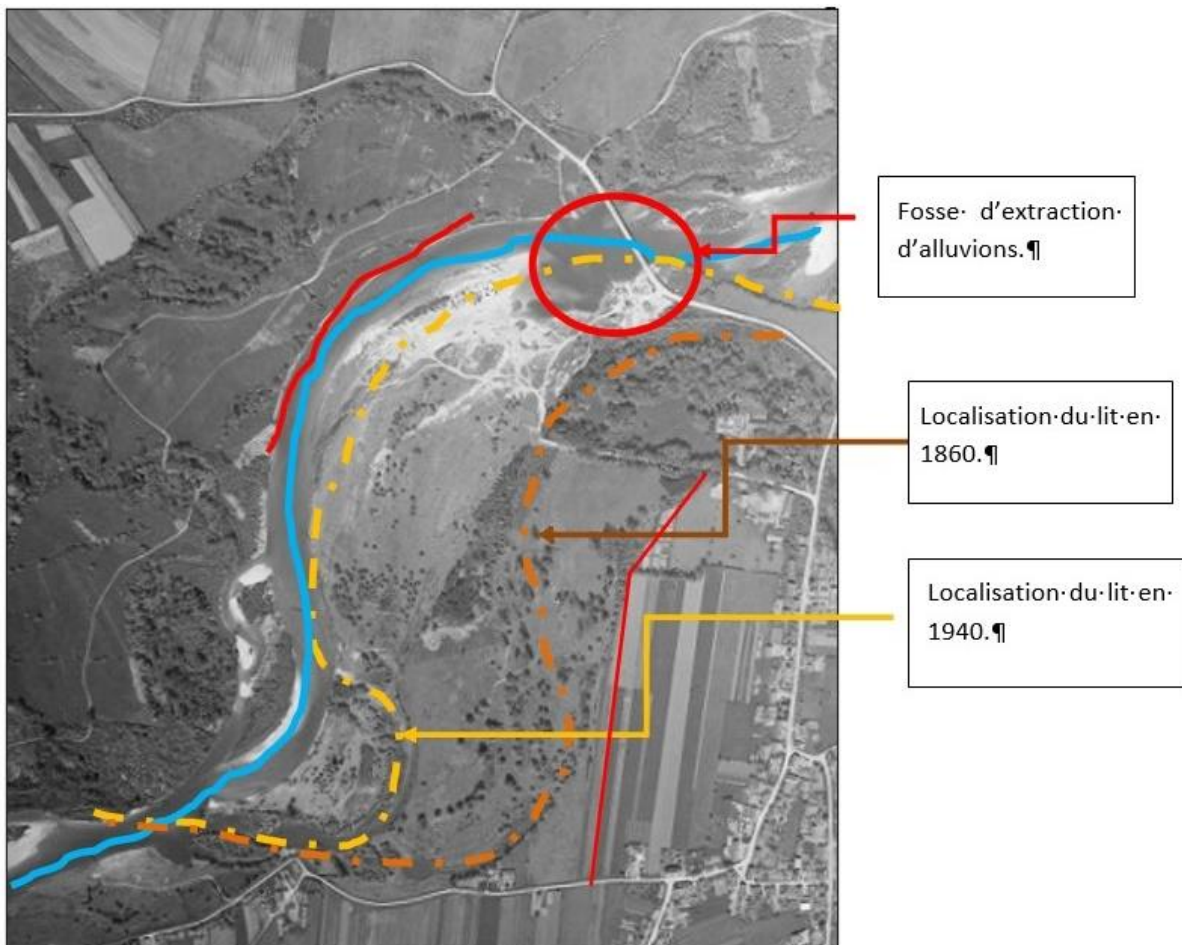 Fosse· d’extraction·
d’alluvions.¶
Localisation·du·lit·en·
1860.¶
Localisation·du·lit·en·
1940.¶